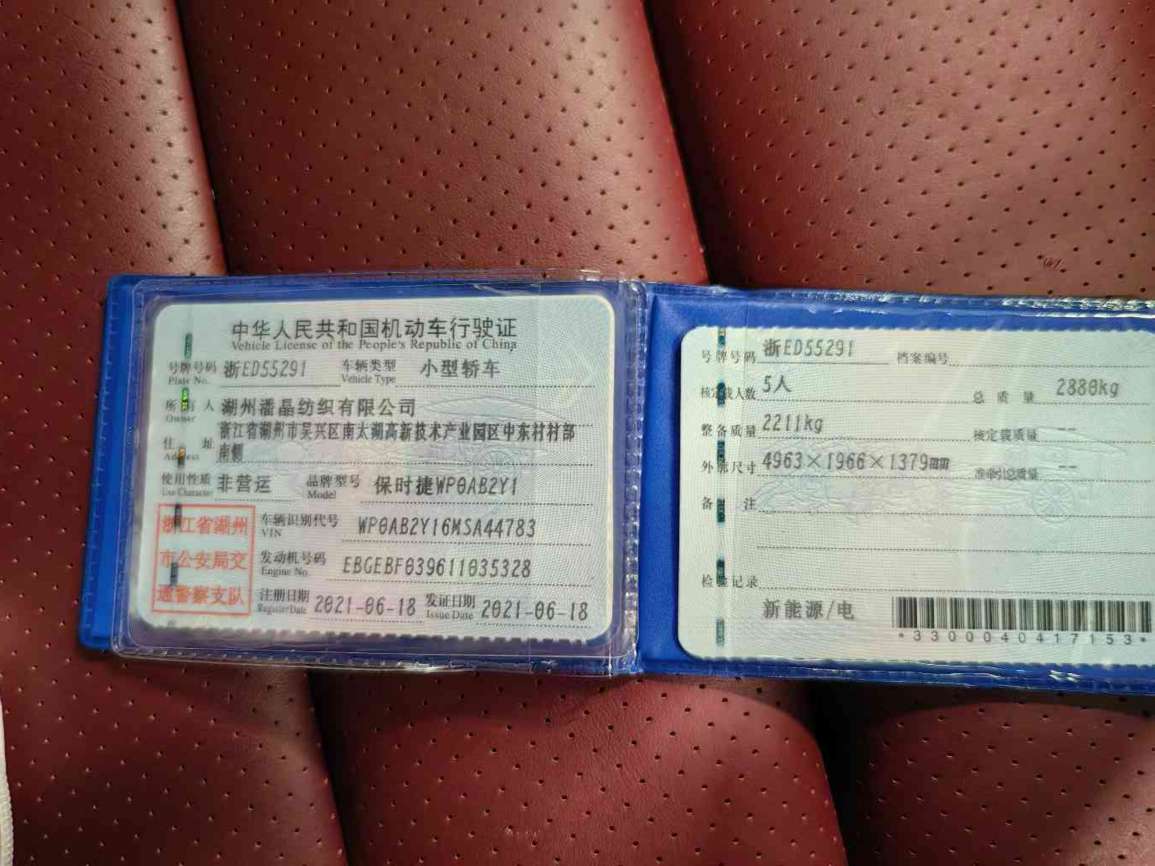 中华人民共和国机动车行驶证
Vehicle License of the People's Republic of China
号牌号码 浙ED55291 车辆类型 小型轿车
Plate No. Vehicle Type
所有人 湖州潘晶纺织有限公司
Owner
住址 浙江省湖州市吴兴区南太湖高新技术产业园区中东村村部
Address 南侧
使用性质 非营运 品牌型号 保时捷WP0AB2Y1
Use Character Model
浙江省湖州
市公安局交
通警察支队
车辆识别代号 WP0AB2Y16MSA44783
VIN
发动机号码 EBGEBF039611035328
Engine No.
注册日期 2021-06-18 发证日期 2021-06-18
Register Date Issue Date
号牌号码 浙ED55291 档案编号
核定载人数 5人 总质量 2880kg
整备质量 2211kg 核定载质量 --
外廓尺寸 4963×1966×1379mm 准牵引总质量 --
备注
检验记录
新能源/电
*3300040417153*